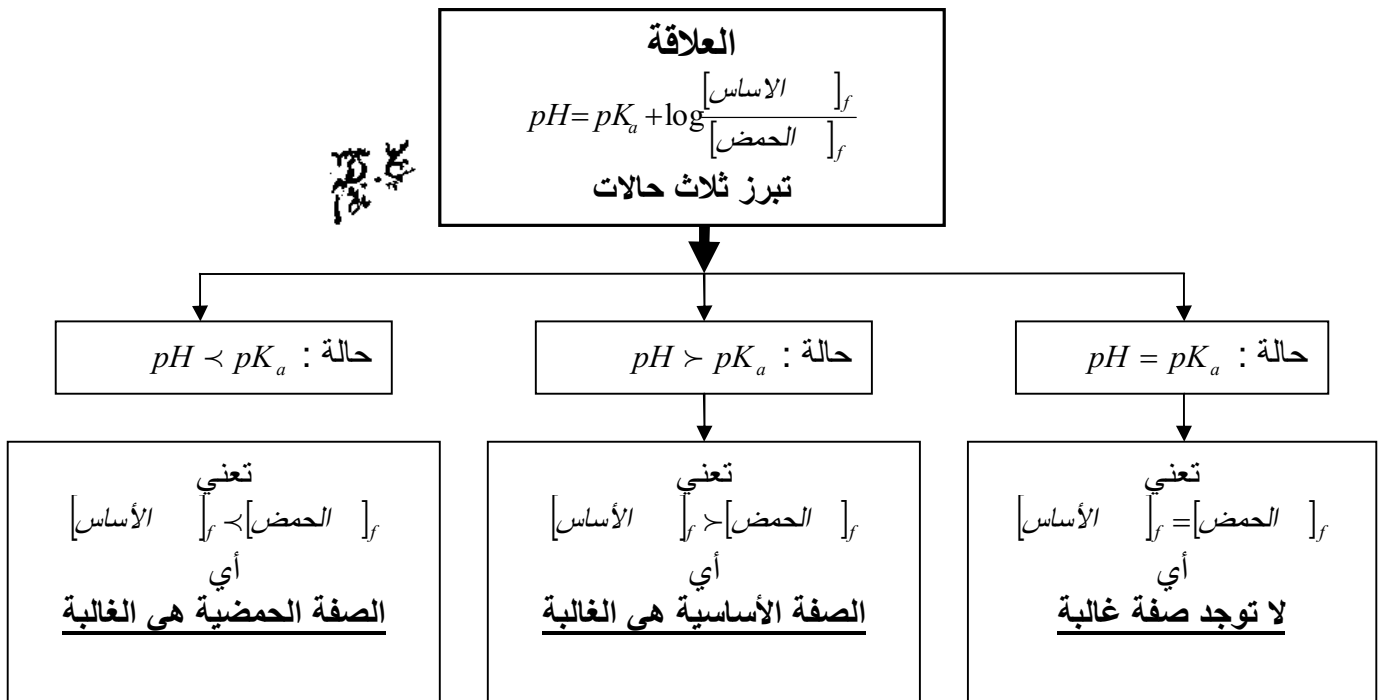 العلاقة
pH = pKₐ + log [الاساس]f / [الحمض]f
تبرز ثلاث حالات
حالة : pH = pKₐ
حالة : pH ≻ pKₐ
حالة : pH ≺ pKₐ
تعني
[الأساس]f = [الحمض]f
أي
لا توجد صفة غالبة
تعني
[الأساس]f ≻ [الحمض]f
أي
الصفة الأساسية هي الغالبة
تعني
[الأساس]f ≺ [الحمض]f
أي
الصفة الحمضية هي الغالبة